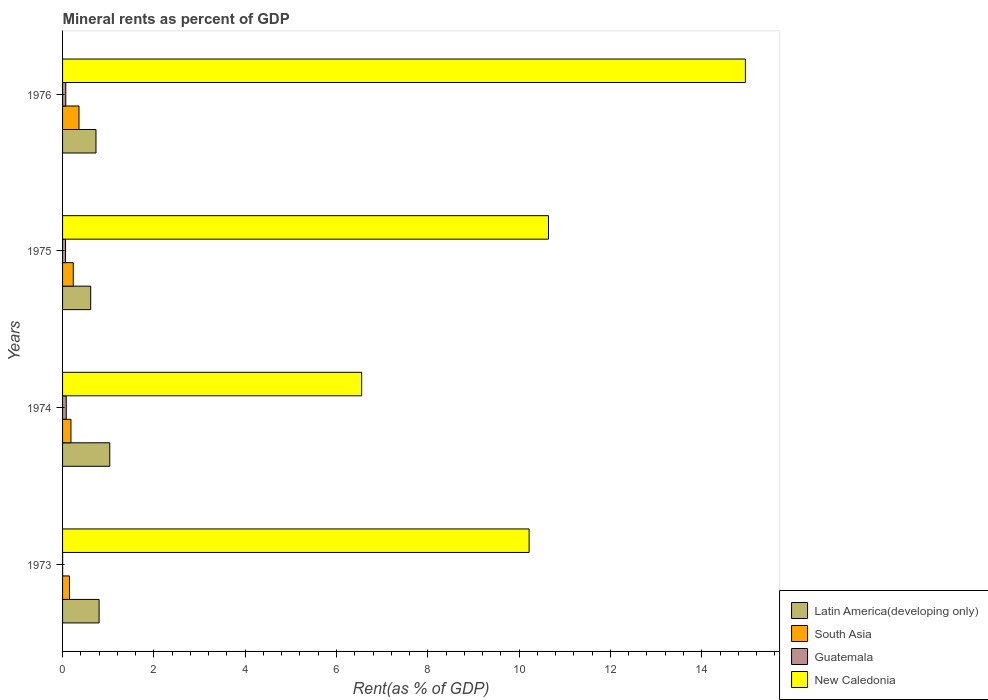 Mineral rents as percent of GDP
1976
1975
1974
1973
Years
0
2
4
6
8
10
12
14
Rent(as % of GDP)
Latin America(developing only)
South Asia
Guatemala
New Caledonia